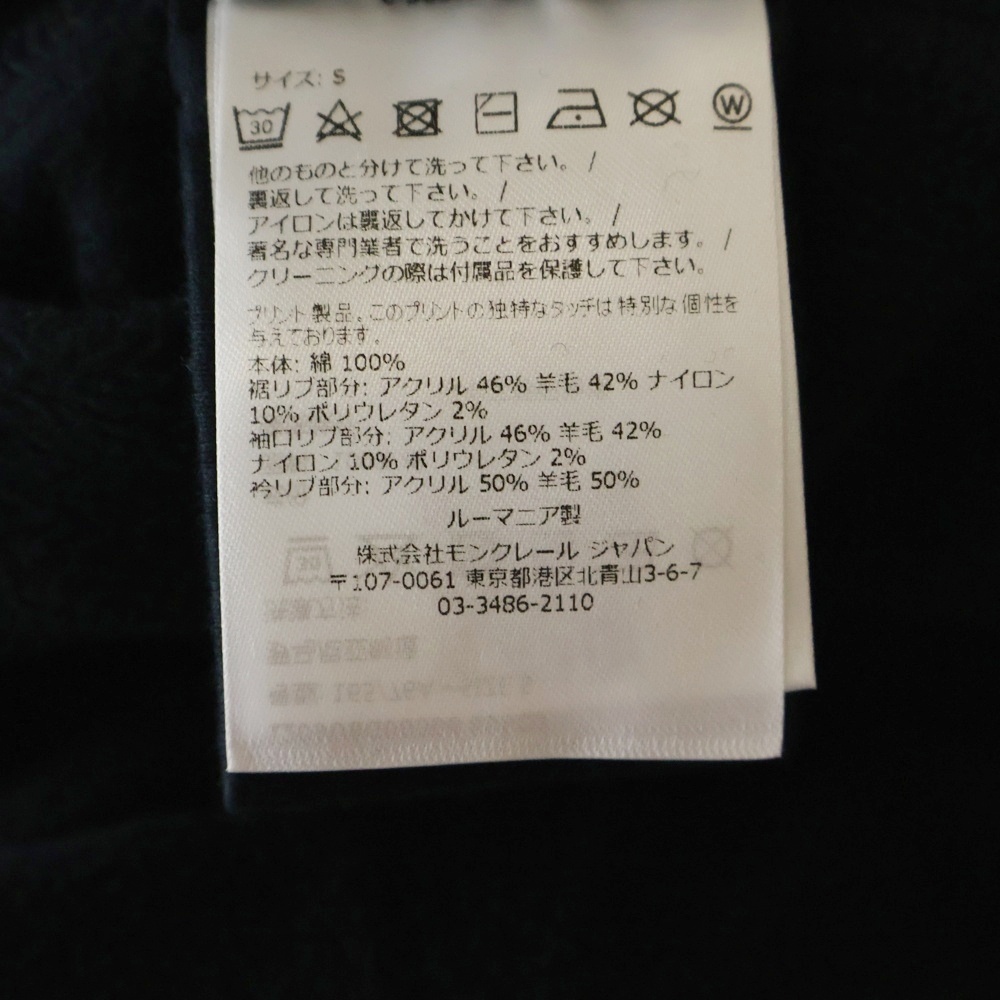 サイズ: S
30
W
他のものと分けて洗って下さい。 /
裏返して洗って下さい。 /
アイロンは裏返してかけて下さい。 /
著名な専門業者で洗うことをおすすめします。 /
クリーニングの際は付属品を保護して下さい。
プリント製品。このプリントの独特なタッチは特別な個性を
与えております。
本体: 綿 100%
裾リブ部分: アクリル 46% 羊毛 42% ナイロン
10% ポリウレタン 2%
袖口リブ部分: アクリル 46% 羊毛 42%
ナイロン 10% ポリウレタン 2%
衿リブ部分: アクリル 50% 羊毛 50%
ルーマニア製
株式会社モンクレール ジャパン
〒107-0061 東京都港区北青山3-6-7
03-3486-2110